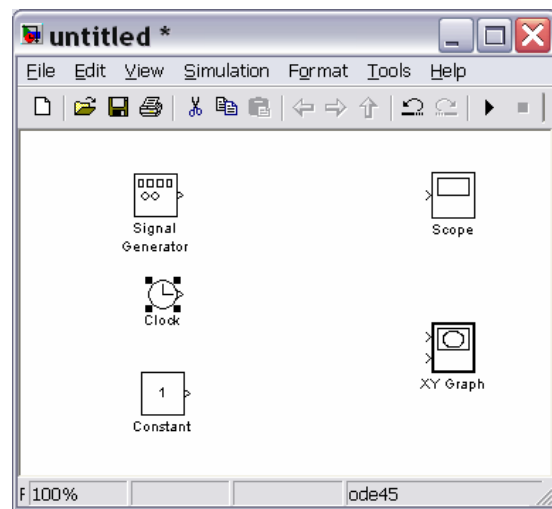 untitled *
File Edit View Simulation Format Tools Help
Signal
Generator
Scope
Clock
XY Graph
1
Constant
F 100% ode45